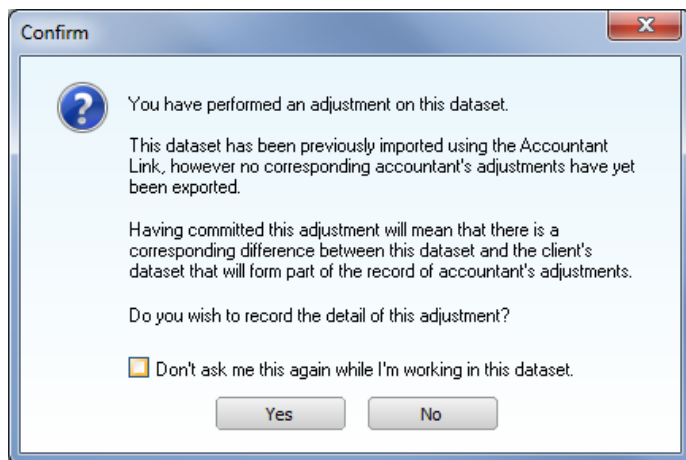 Confirm
You have performed an adjustment on this dataset.
This dataset has been previously imported using the Accountant
Link, however no corresponding accountant's adjustments have yet
been exported.
Having committed this adjustment will mean that there is a
corresponding difference between this dataset and the client's
dataset that will form part of the record of accountant's adjustments.
Do you wish to record the detail of this adjustment?
Don't ask me this again while I'm working in this dataset.
Yes No